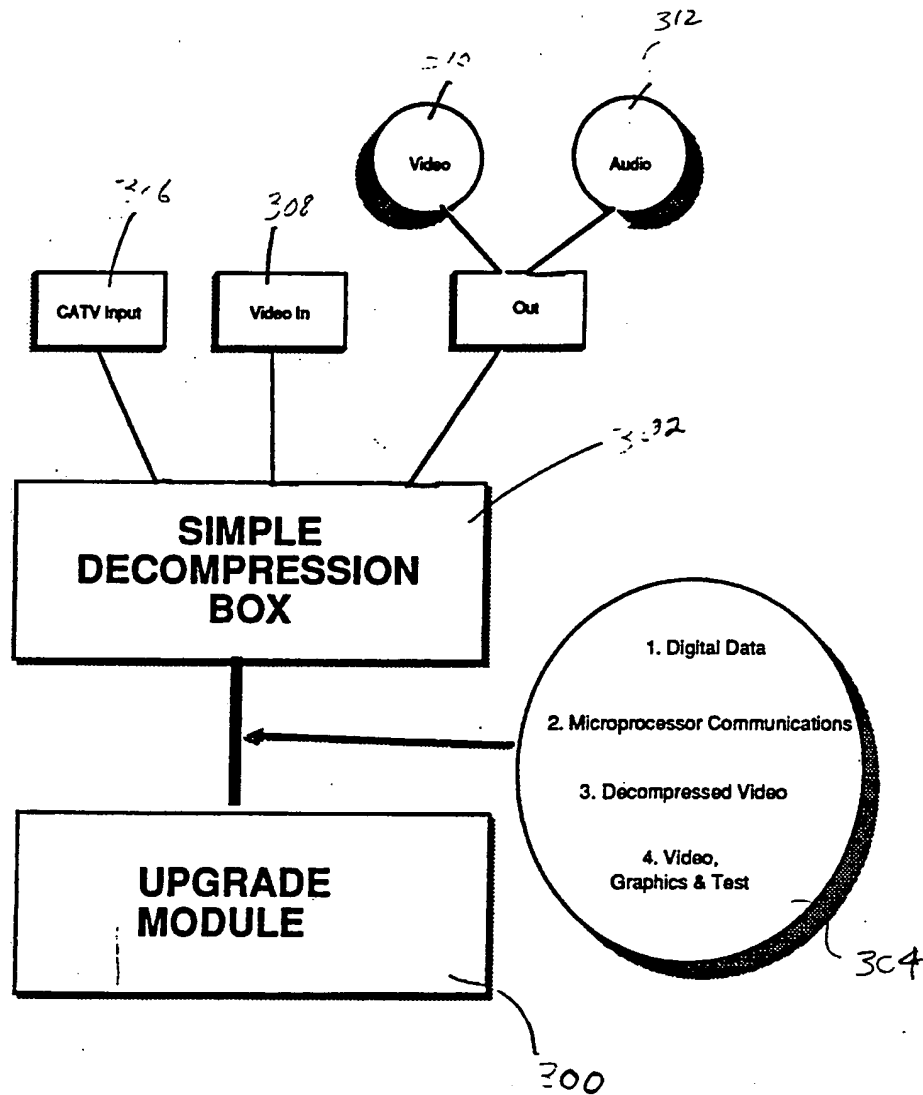 312
Video
Audio
308
CATV Input
Video In
Out
SIMPLE
DECOMPRESSION
BOX
1. Digital Data
2. Microprocessor Communications
3. Decompressed Video
4. Video,
Graphics & Test
UPGRADE
MODULE
304
300